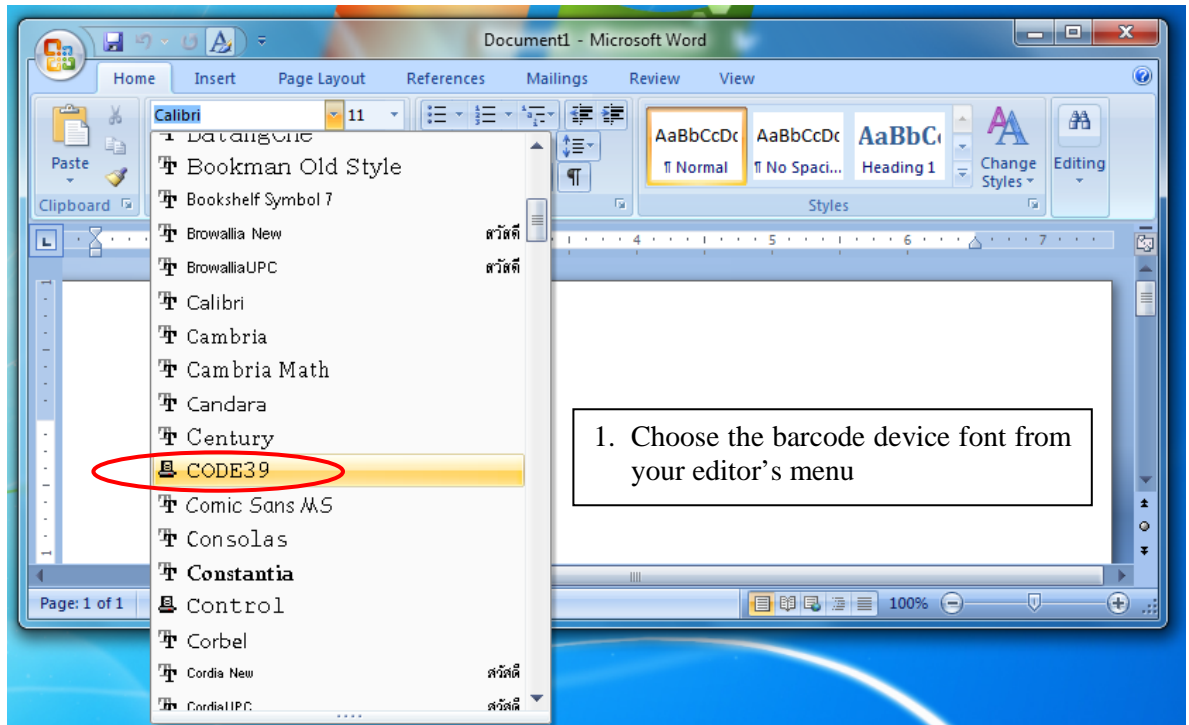 Document1 - Microsoft Word
Home Insert Page Layout References Mailings Review View
Calibri 11
Paste
Clipboard
AaBbCcDc AaBbCcDc AaBbC
¶ Normal ¶ No Spaci... Heading 1
Change Styles
Editing
Styles
L
4 5 6 7
Bookman Old Style
Bookshelf Symbol 7
Browallia New สวัสดี
BrowalliaUPC สวัสดี
Calibri
Cambria
Cambria Math
Candara
Century
CODE39
Comic Sans MS
Consolas
Constantia
Control
Corbel
Cordia New สวัสดี
CordiaUPC สวัสดี
1. Choose the barcode device font from
your editor's menu
Page: 1 of 1
100%